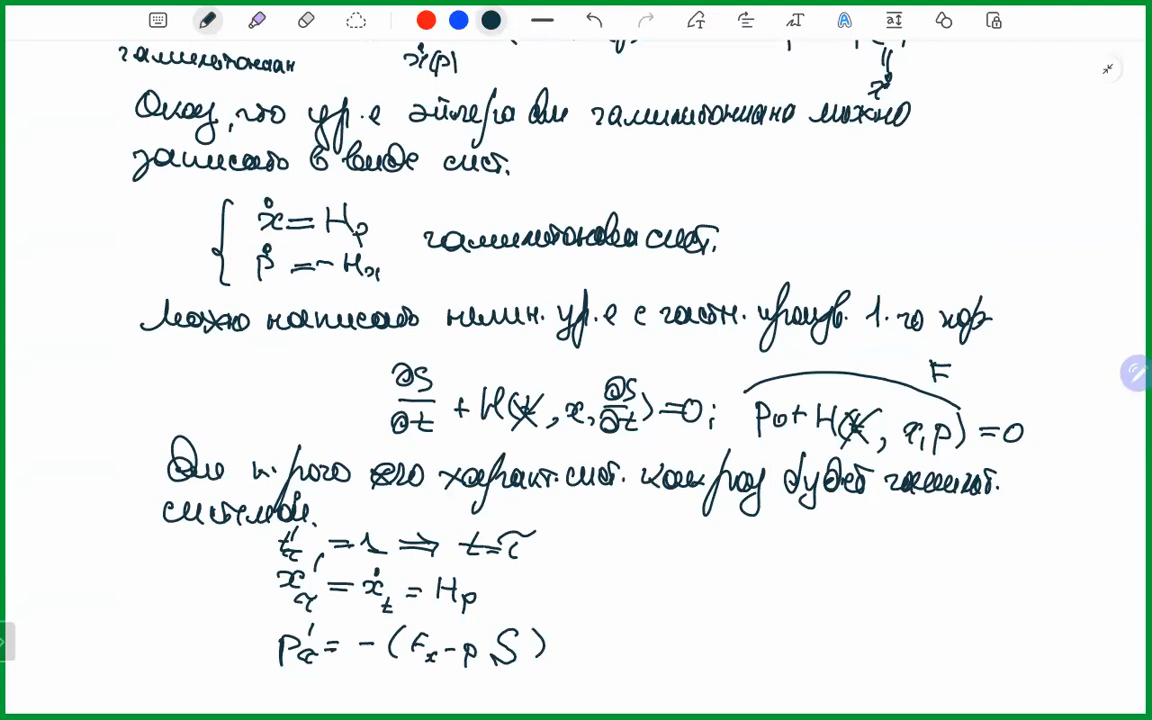 гамильтониан ẋ(p) x
Оказ., что ур-е Эйлера для гамильтониана можно
записать в виде сист.
{ ẋ = H_p
ṗ = -H_x гамильтонова сист.
Можно написать нелин. ур-е с частн. произв. 1-го пор
∂S/∂t + H(t, x, ∂S/∂t) = 0; p₀ + H(t, x, p) = 0 F
Для к-рого его характ. сист. как раз будет гамильт.
системой.
t'_τ = 1 ⇒ t = τ
x'_τ = ẋ_t = H_p
p'_τ = -(F_x - p S)